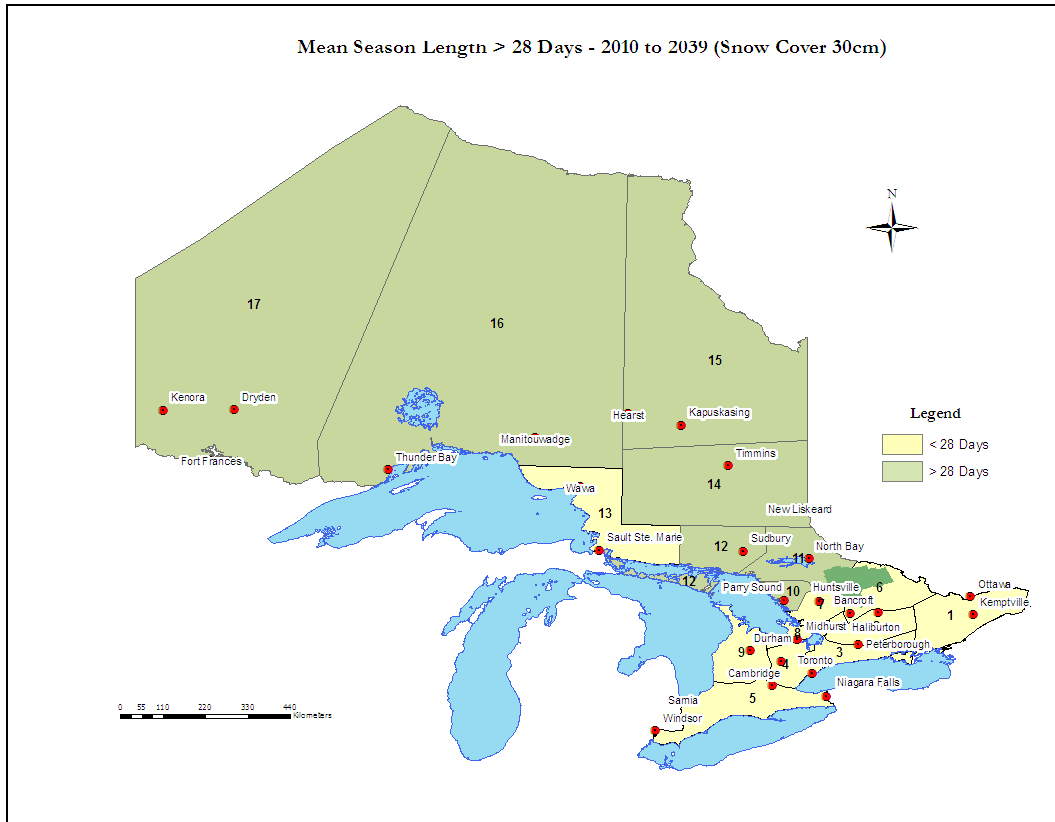 Mean Season Length > 28 Days - 2010 to 2039 (Snow Cover 30cm)
N
17
16
15
Kenora
Dryden
Hearst
Kapuskasing
Legend
< 28 Days
> 28 Days
Manitouwadge
Timmins
Fort Frances
Thunder Bay
14
Wawa
13
New Liskeard
Sault Ste. Marie
12
Sudbury
11
North Bay
12
Parry Sound
10
Huntsville
6
Ottawa
7
Bancroft
1
Kemptville
8
Midhurst
Haliburton
Durham
9
3
Peterborough
4
Toronto
Cambridge
Niagara Falls
5
Sarnia
Windsor
0 55 110 220 330 440
Kilometers